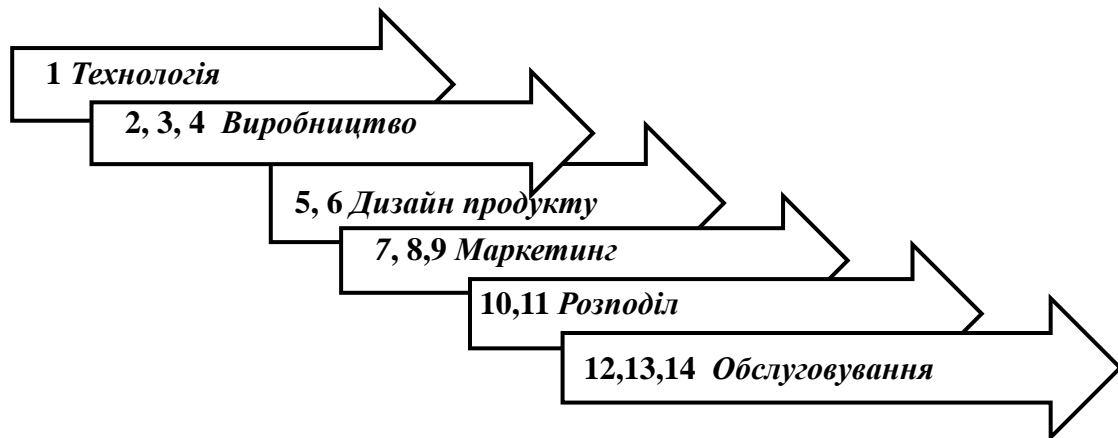 1 Технологія
2, 3, 4 Виробництво
5, 6 Дизайн продукту
7, 8,9 Маркетинг
10,11 Розподіл
12,13,14 Обслуговування